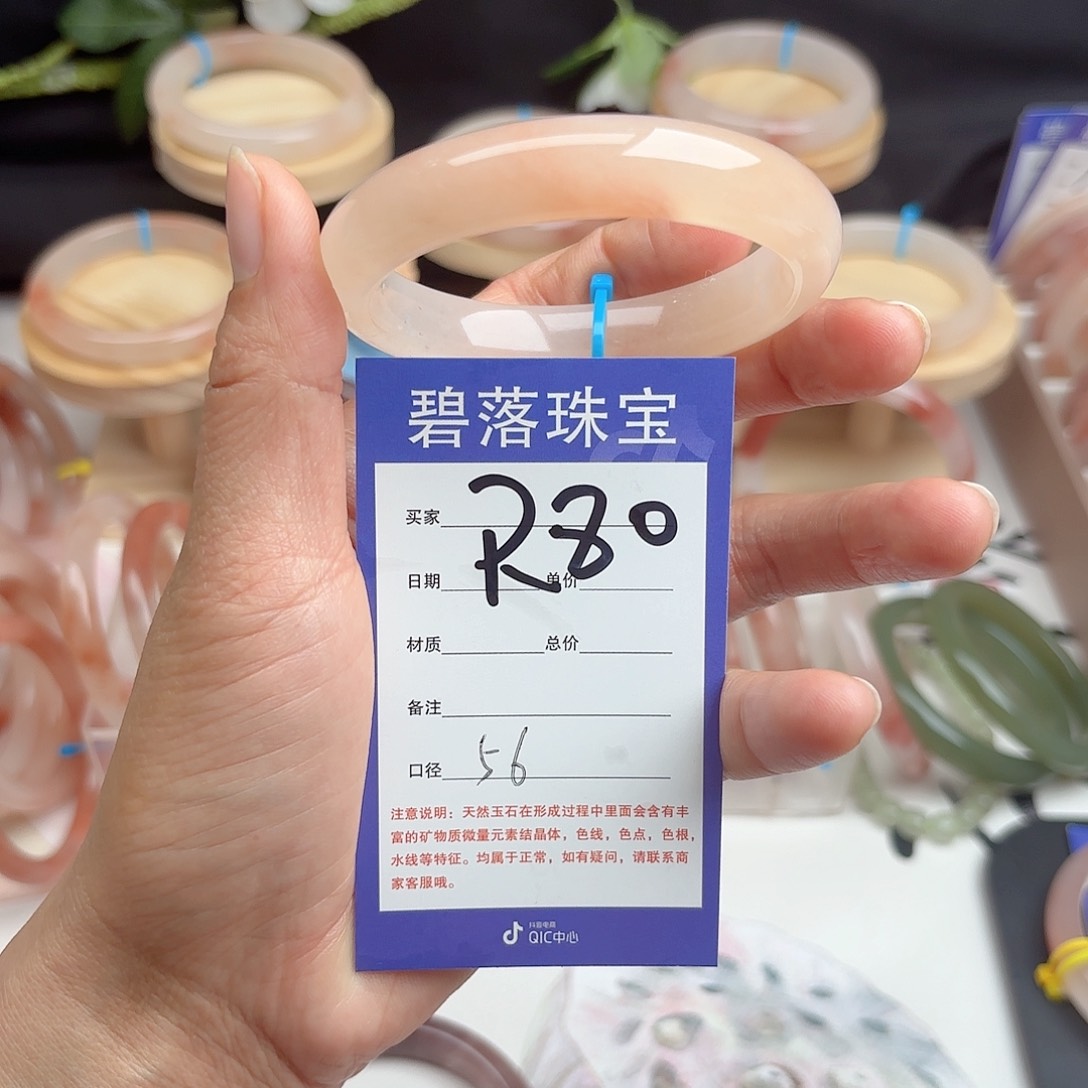 碧落珠宝
R80
买家
日期 单价
材质 总价
备注
口径 56
注意说明：天然玉石在形成过程中里面会含有丰
富的矿物质微量元素结晶体，色线，色点，色根，
水线等特征。均属于正常，如有疑问，请联系商
家客服哦。
抖音电商
QIC中心